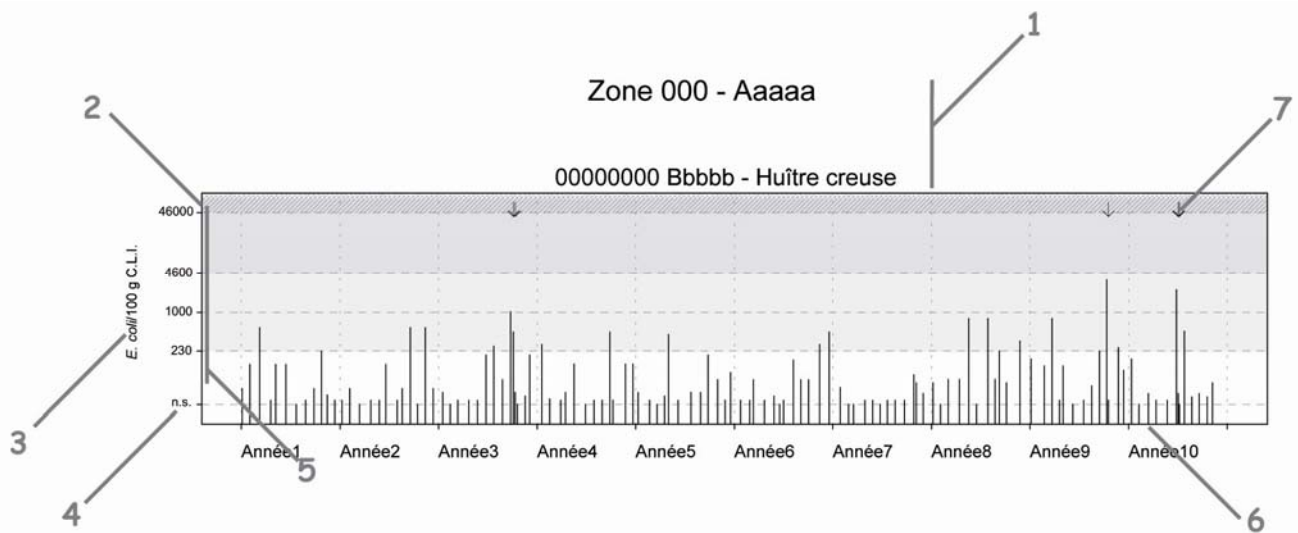 1
Zone 000 - Aaaaa
2
7
00000000 Bbbbb - Huître creuse
46000
4600
1000
230
n.s.
E. coli/100 g C.L.I.
3
Année1 Année2 Année3 Année4 Année5 Année6 Année7 Année8 Année9 Année10
5
4
6